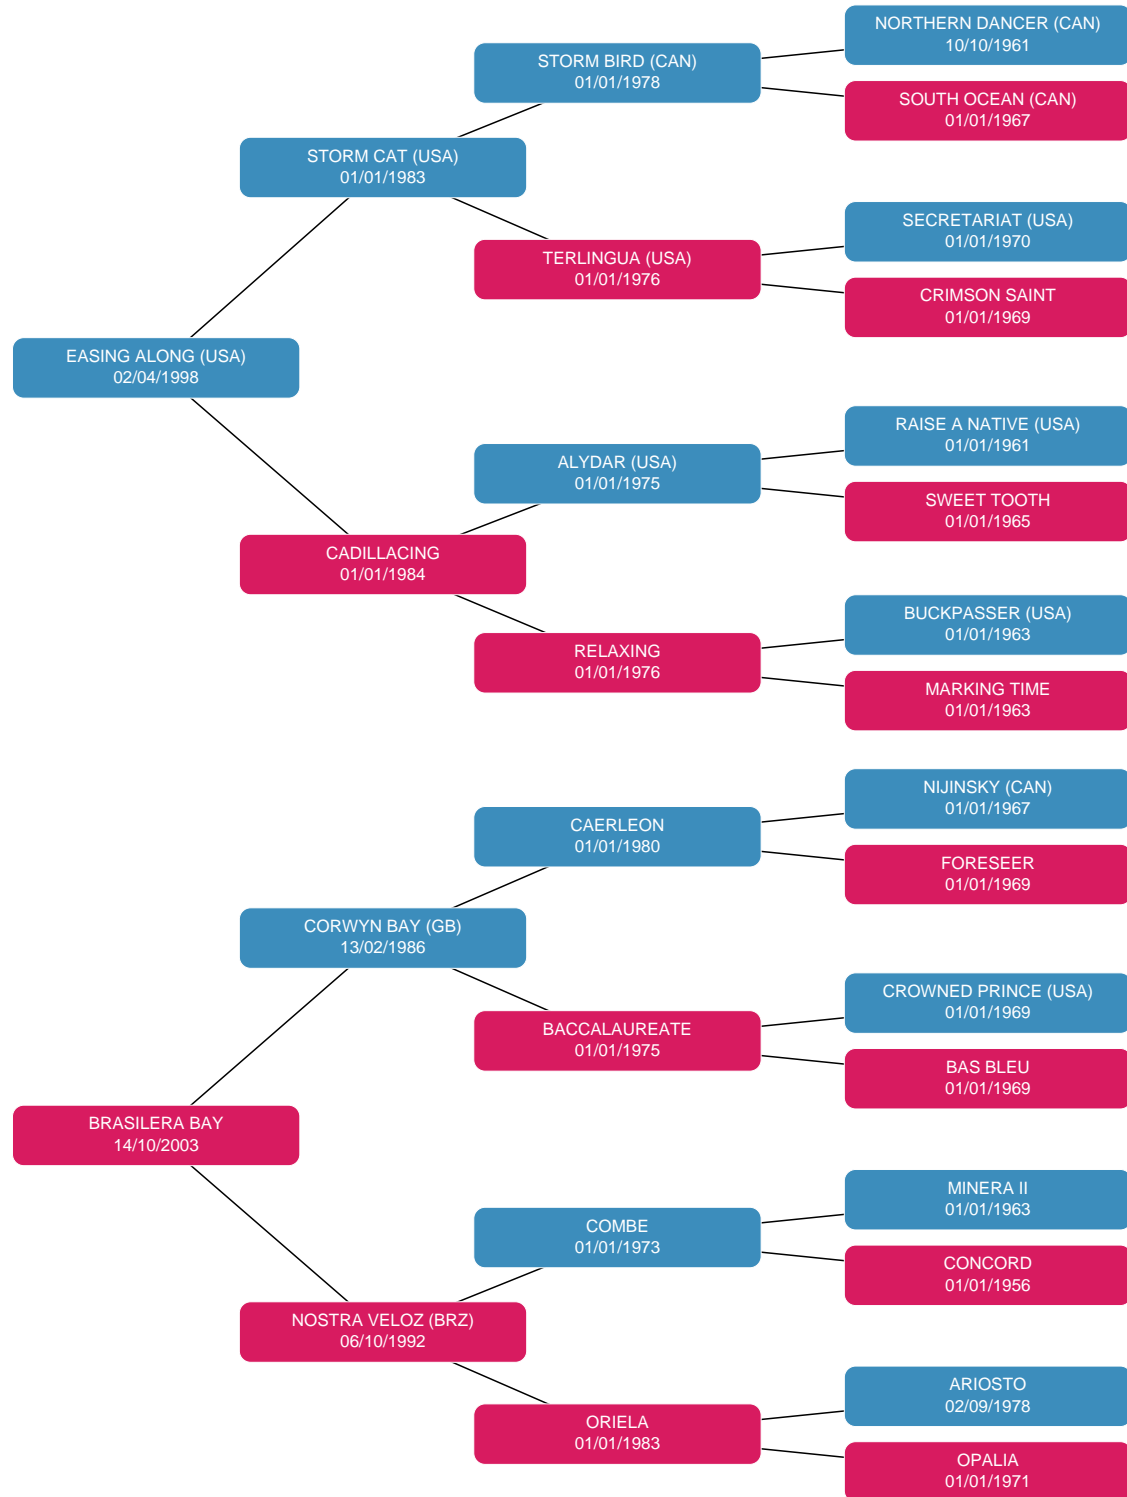 NORTHERN DANCER (CAN)
10/10/1961
STORM BIRD (CAN)
01/01/1978
SOUTH OCEAN (CAN)
01/01/1967
STORM CAT (USA)
01/01/1983
SECRETARIAT (USA)
01/01/1970
TERLINGUA (USA)
01/01/1976
CRIMSON SAINT
01/01/1969
EASING ALONG (USA)
02/04/1998
RAISE A NATIVE (USA)
01/01/1961
ALYDAR (USA)
01/01/1975
SWEET TOOTH
01/01/1965
CADILLACING
01/01/1984
BUCKPASSER (USA)
01/01/1963
RELAXING
01/01/1976
MARKING TIME
01/01/1963
NIJINSKY (CAN)
01/01/1967
CAERLEON
01/01/1980
FORESEER
01/01/1969
CORWYN BAY (GB)
13/02/1986
CROWNED PRINCE (USA)
01/01/1969
BACCALAUREATE
01/01/1975
BAS BLEU
01/01/1969
BRASILERA BAY
14/10/2003
MINERA II
01/01/1963
COMBE
01/01/1973
CONCORD
01/01/1956
NOSTRA VELOZ (BRZ)
06/10/1992
ARIOSTO
02/09/1978
ORIELA
01/01/1983
OPALIA
01/01/1971